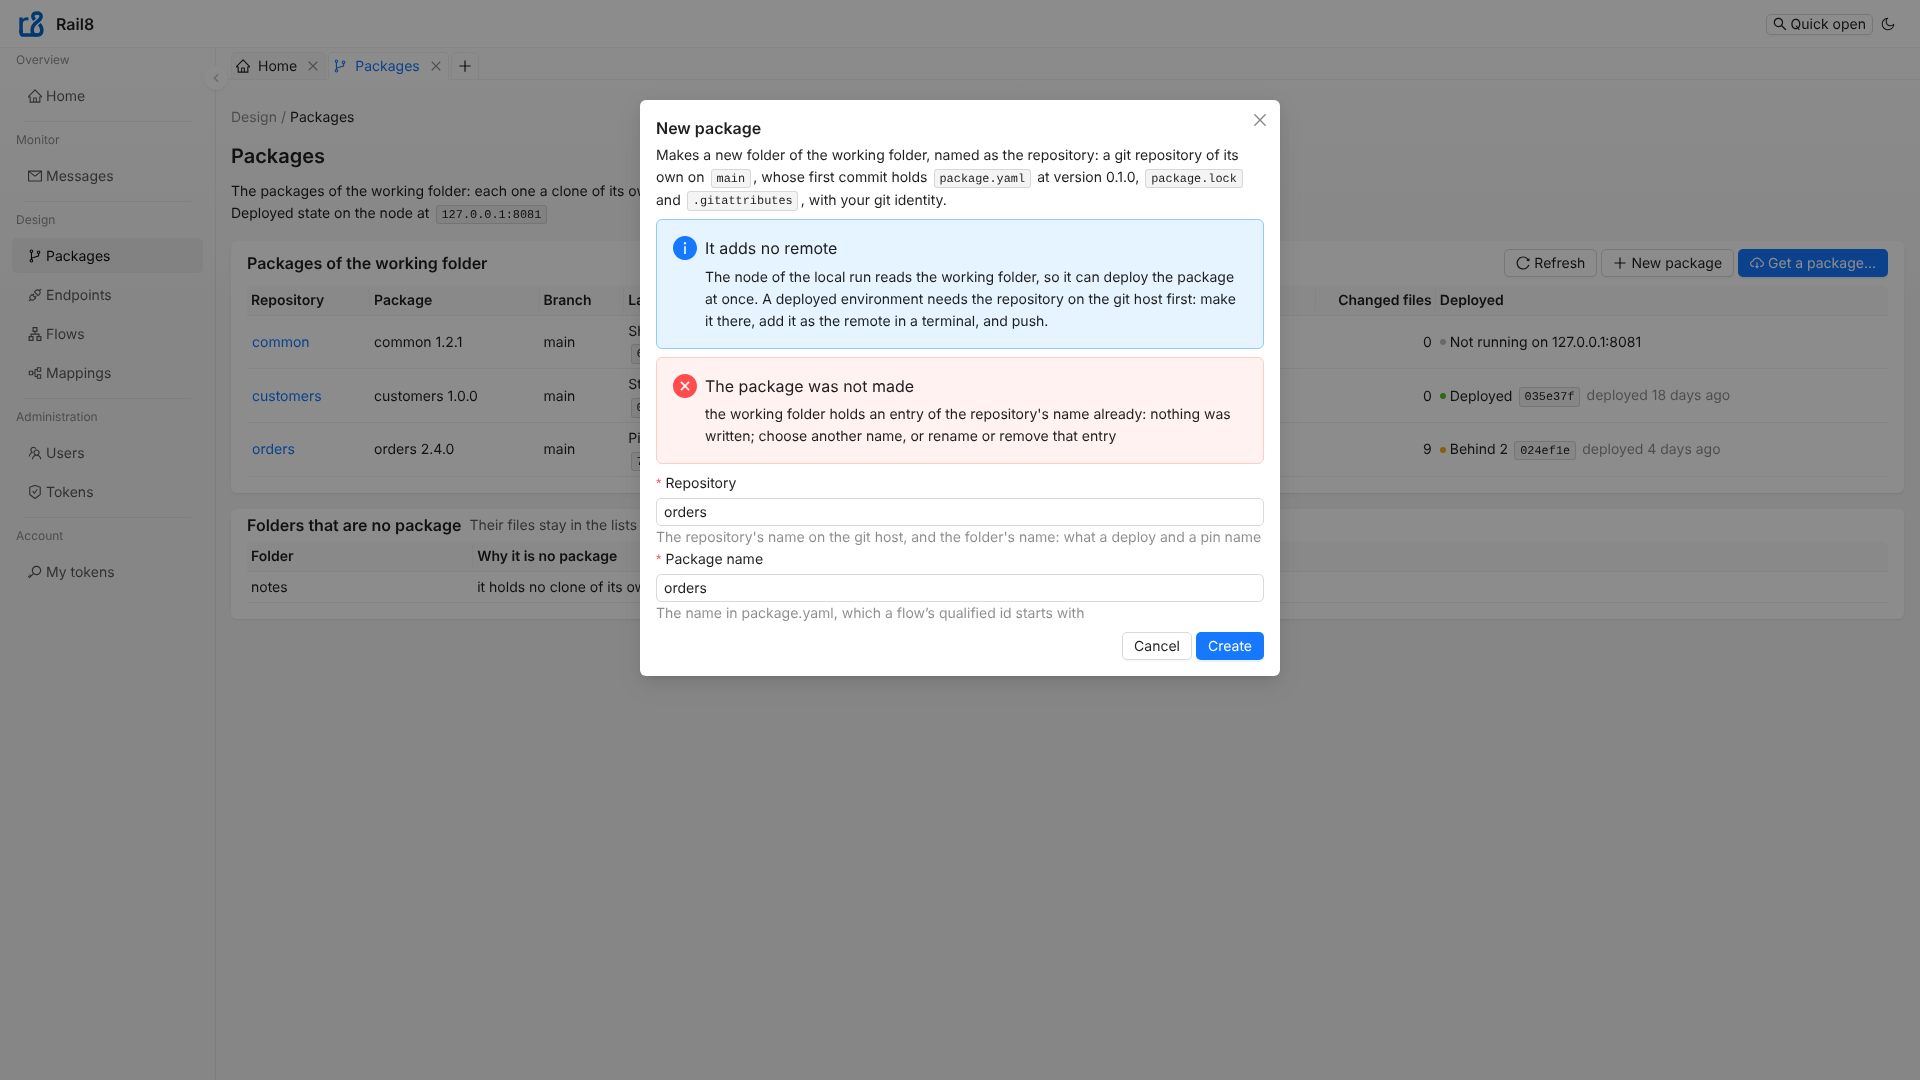 Rail8
Quick open
Overview
Home
Monitor
Messages
Design
Packages
Endpoints
Flows
Mappings
Administration
Users
Tokens
Account
My tokens
Home
Packages
Design / Packages
Packages
The packages of the working folder: each one a clone of its
Deployed state on the node at 127.0.0.1:8081
Packages of the working folder
Refresh
New package
Get a package...
Repository Package Branch Changed files Deployed
common common 1.2.1 main 0 Not running on 127.0.0.1:8081
customers customers 1.0.0 main 0 Deployed 035e37f deployed 18 days ago
orders orders 2.4.0 main 9 Behind 2 024ef1e deployed 4 days ago
Folders that are no package Their files stay in the lists
Folder Why it is no package
notes it holds no clone of its
New package
Makes a new folder of the working folder, named as the repository: a git repository of its
own on main, whose first commit holds package.yaml at version 0.1.0, package.lock
and .gitattributes, with your git identity.
It adds no remote
The node of the local run reads the working folder, so it can deploy the package
at once. A deployed environment needs the repository on the git host first: make
it there, add it as the remote in a terminal, and push.
The package was not made
the working folder holds an entry of the repository's name already: nothing was
written; choose another name, or rename or remove that entry
* Repository
orders
The repository's name on the git host, and the folder's name: what a deploy and a pin name
* Package name
orders
The name in package.yaml, which a flow’s qualified id starts with
Cancel
Create